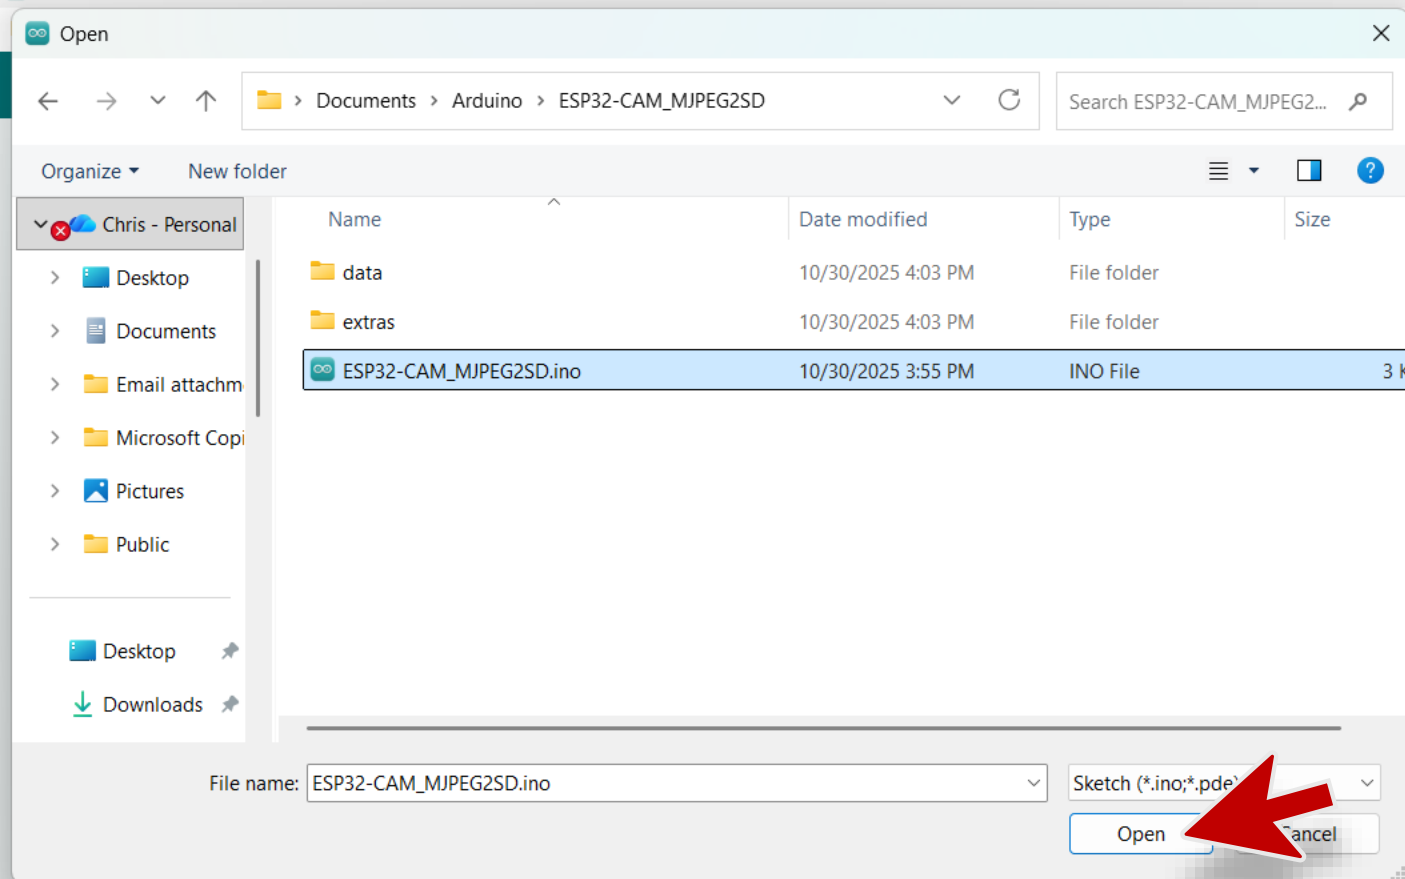 Open
Documents > Arduino > ESP32-CAM_MJPEG2SD
Search ESP32-CAM_MJPEG2...
Organize
New folder
?
Chris - Personal
Desktop
Documents
Email attachm
Microsoft Copi
Pictures
Public
Desktop
Downloads
Name Date modified Type Size
data 10/30/2025 4:03 PM File folder
extras 10/30/2025 4:03 PM File folder
ESP32-CAM_MJPEG2SD.ino 10/30/2025 3:55 PM INO File 3 K
File name: ESP32-CAM_MJPEG2SD.ino Sketch (*.ino;*.pde)
Open ancel